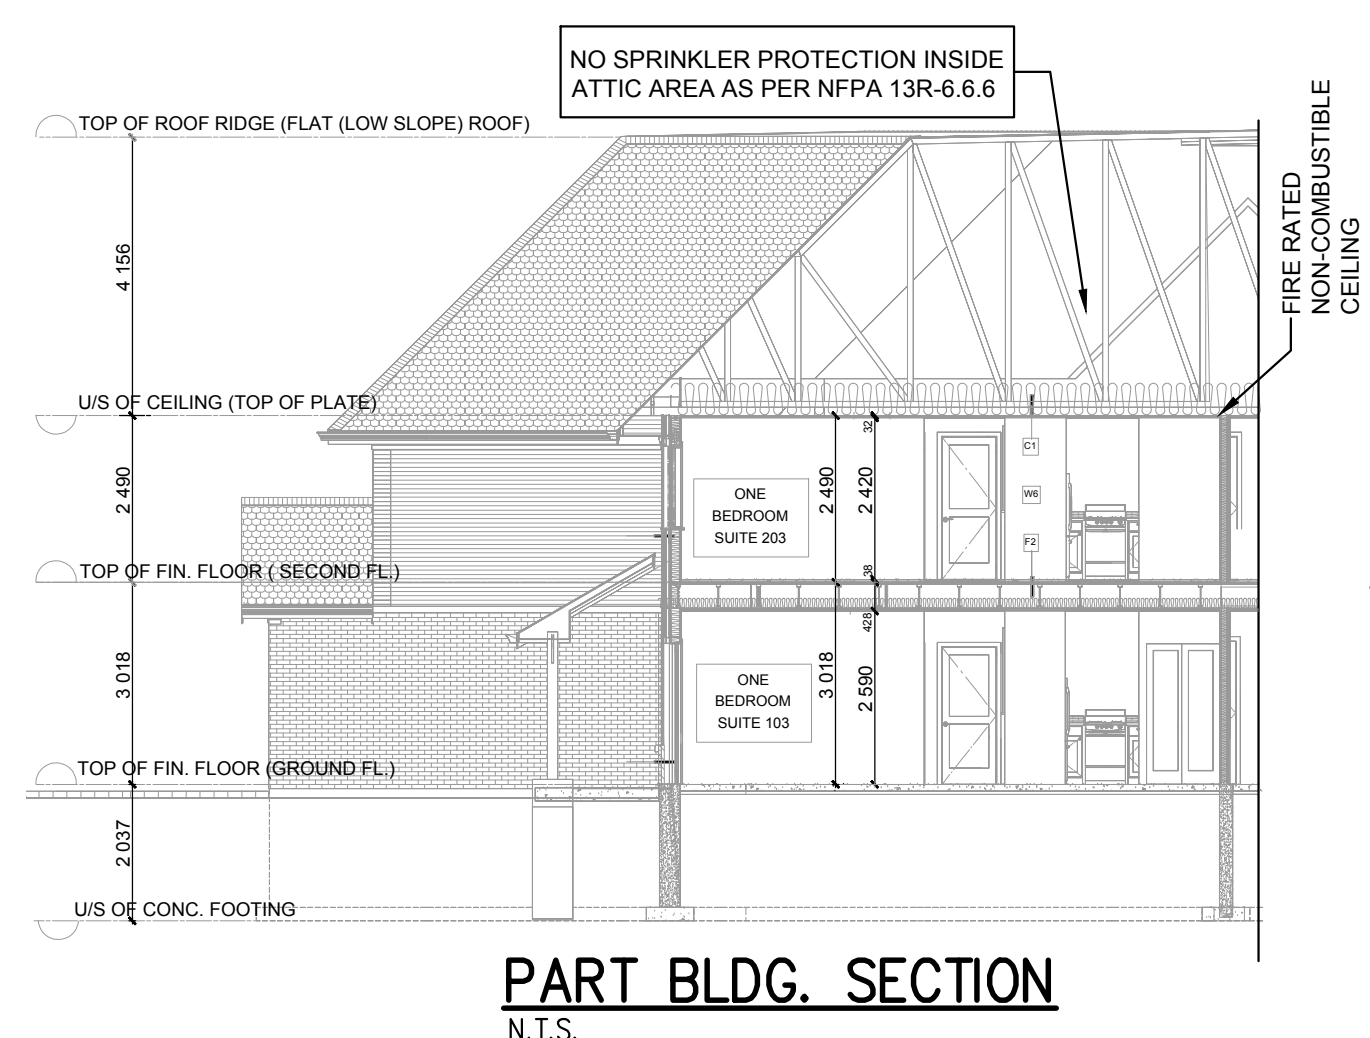 NO SPRINKLER PROTECTION INSIDE
ATTIC AREA AS PER NFPA 13R-6.6.6
TOP OF ROOF RIDGE (FLAT (LOW SLOPE) ROOF)
FIRE RATED
NON-COMBUSTIBLE
CEILING
4 156
U/S OF CEILING (TOP OF PLATE)
2 490
2 490
32
2 420
38
C1
W6
F2
ONE
BEDROOM
SUITE 203
TOP OF FIN. FLOOR ( SECOND FL.)
3 018
3 018
428
2 590
ONE
BEDROOM
SUITE 103
TOP OF FIN. FLOOR (GROUND FL.)
2 037
U/S OF CONC. FOOTING
PART BLDG. SECTION
N.T.S.